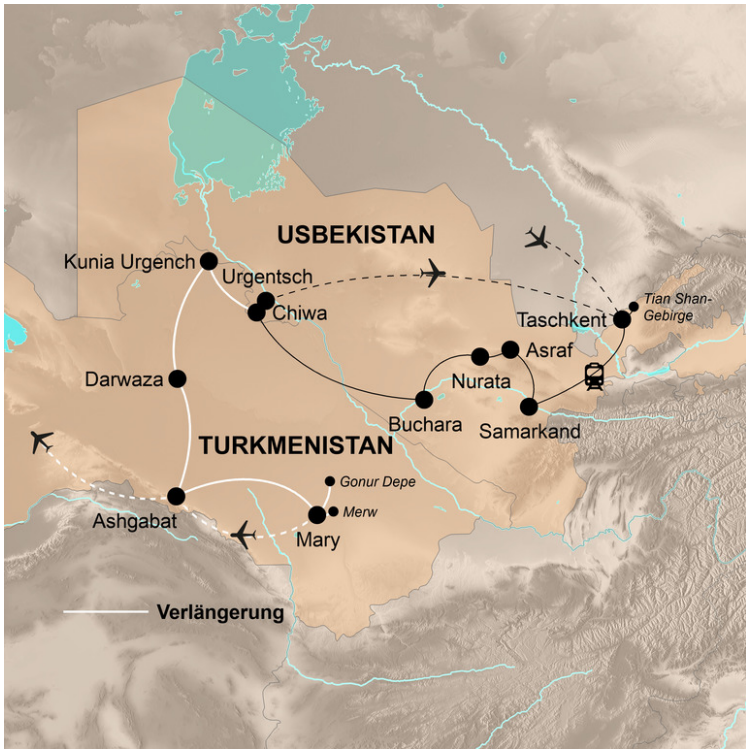 USBEKISTAN
Kunia Urgench
Urgentsch
Chiwa
Tian Shan-
Gebirge
Taschkent
Asraf
Nurata
Darwaza
Buchara
Samarkand
TURKMENISTAN
Gonur Depe
Merw
Ashgabat
Mary
Verlängerung